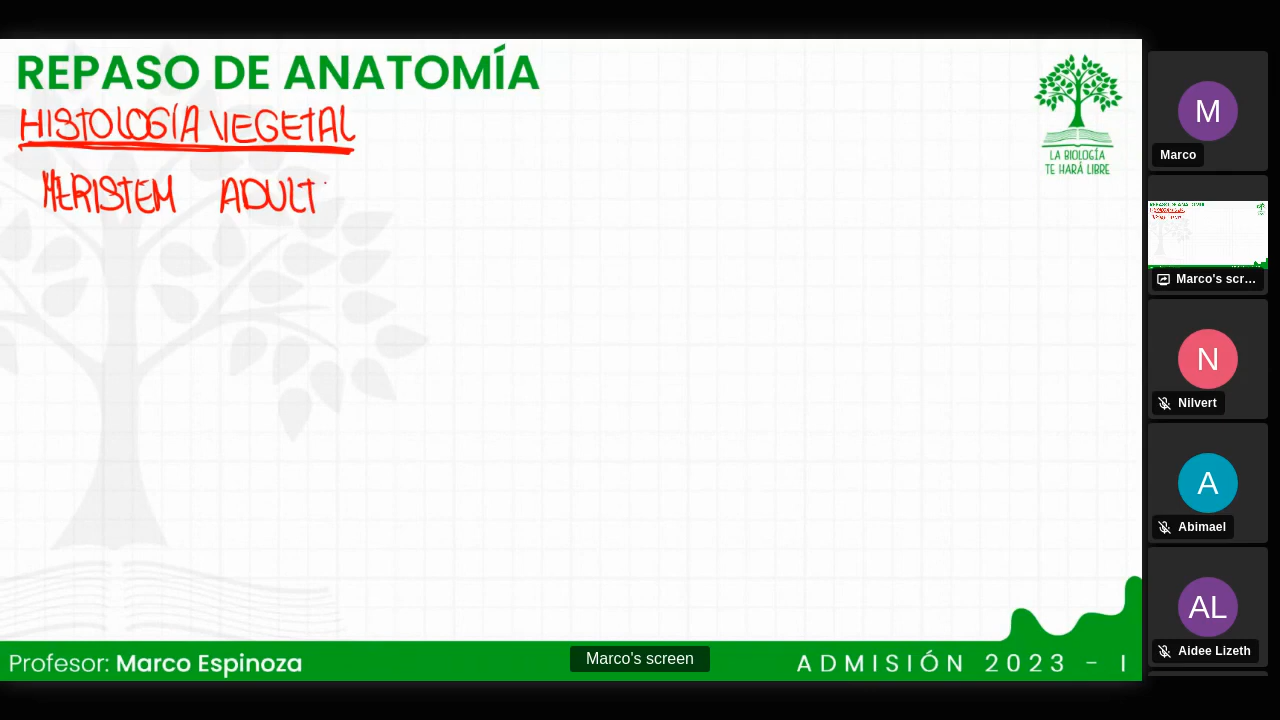 REPASO DE ANATOMÍA
HISTOLOGÍA VEGETAL
MERISTEM ADULT
LA BIOLOGÍA
TE HARÁ LIBRE
Profesor: Marco Espinoza
Marco's screen
ADMISIÓN 2023 - I
M
Marco
Marco's scr...
N
Nilvert
A
Abimael
AL
Aidee Lizeth